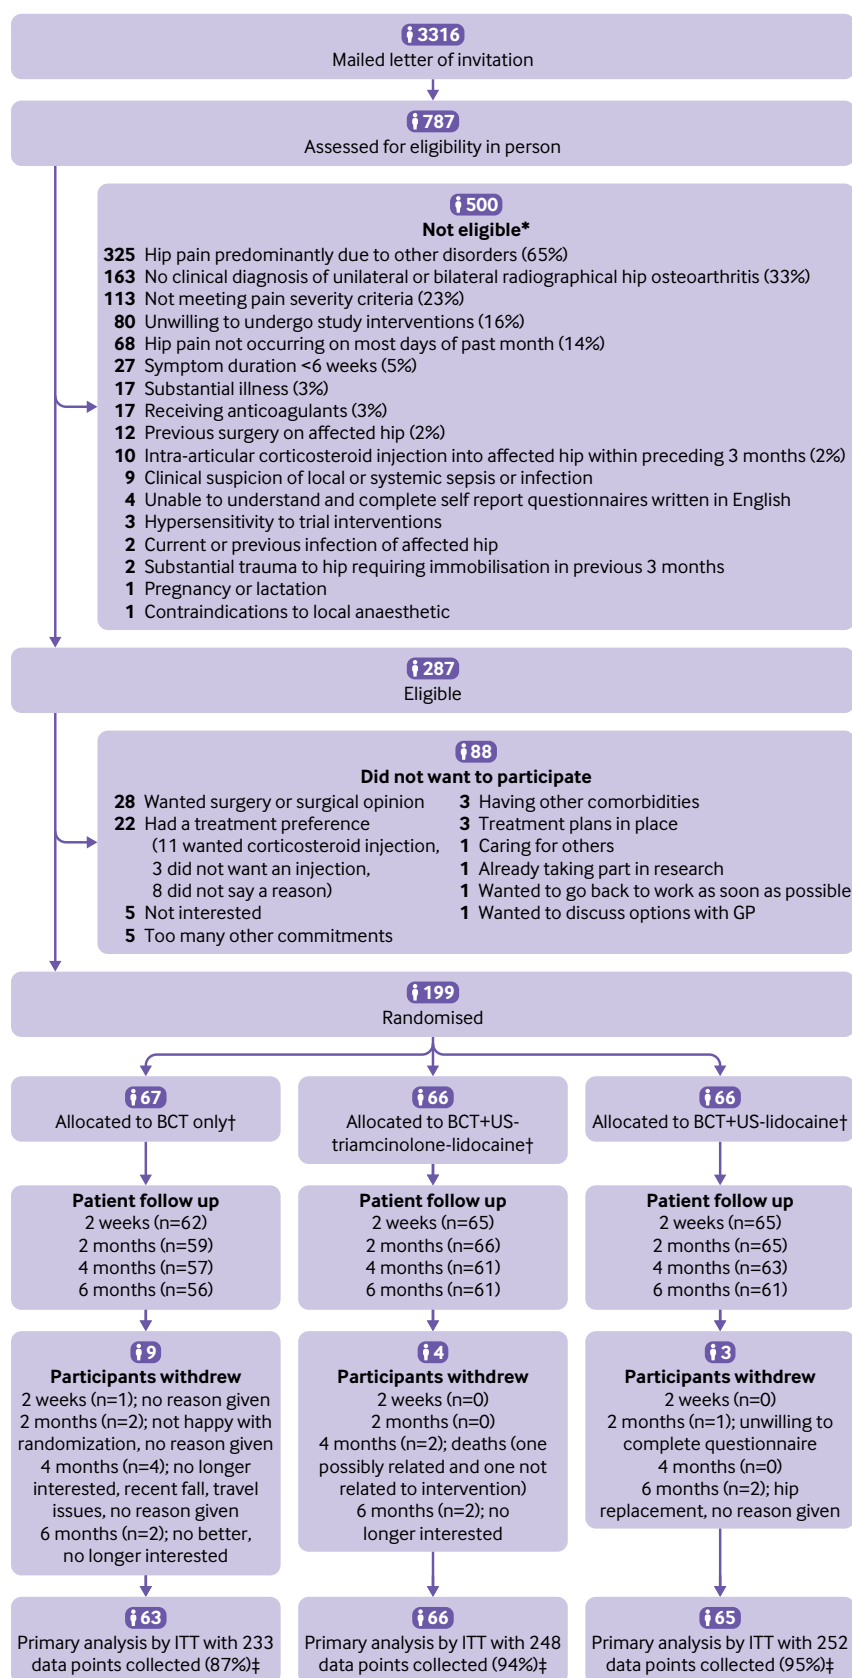 3316
Mailed letter of invitation
787
Assessed for eligibility in person
500
Not eligible*
325 Hip pain predominantly due to other disorders (65%)
163 No clinical diagnosis of unilateral or bilateral radiographical hip osteoarthritis (33%)
113 Not meeting pain severity criteria (23%)
80 Unwilling to undergo study interventions (16%)
68 Hip pain not occurring on most days of past month (14%)
27 Symptom duration <6 weeks (5%)
17 Substantial illness (3%)
17 Receiving anticoagulants (3%)
12 Previous surgery on affected hip (2%)
10 Intra-articular corticosteroid injection into affected hip within preceding 3 months (2%)
9 Clinical suspicion of local or systemic sepsis or infection
4 Unable to understand and complete self report questionnaires written in English
3 Hypersensitivity to trial interventions
2 Current or previous infection of affected hip
2 Substantial trauma to hip requiring immobilisation in previous 3 months
1 Pregnancy or lactation
1 Contraindications to local anaesthetic
287
Eligible
88
Did not want to participate
28 Wanted surgery or surgical opinion
22 Had a treatment preference
(11 wanted corticosteroid injection,
3 did not want an injection,
8 did not say a reason)
5 Not interested
5 Too many other commitments
3 Having other comorbidities
3 Treatment plans in place
1 Caring for others
1 Already taking part in research
1 Wanted to go back to work as soon as possible
1 Wanted to discuss options with GP
199
Randomised
67
Allocated to BCT only†
66
Allocated to BCT+US-
triamcinolone-lidocaine†
66
Allocated to BCT+US-lidocaine†
Patient follow up
2 weeks (n=62)
2 months (n=59)
4 months (n=57)
6 months (n=56)
Patient follow up
2 weeks (n=65)
2 months (n=66)
4 months (n=61)
6 months (n=61)
Patient follow up
2 weeks (n=65)
2 months (n=65)
4 months (n=63)
6 months (n=61)
9
Participants withdrew
2 weeks (n=1); no reason given
2 months (n=2); not happy with
randomization, no reason given
4 months (n=4); no longer
interested, recent fall, travel
issues, no reason given
6 months (n=2); no better,
no longer interested
4
Participants withdrew
2 weeks (n=0)
2 months (n=0)
4 months (n=2); deaths (one
possibly related and one not
related to intervention)
6 months (n=2); no
longer interested
3
Participants withdrew
2 weeks (n=0)
2 months (n=1); unwilling to
complete questionnaire
4 months (n=0)
6 months (n=2); hip
replacement, no reason given
63
Primary analysis by ITT with 233
data points collected (87%)‡
66
Primary analysis by ITT with 248
data points collected (94%)‡
65
Primary analysis by ITT with 252
data points collected (95%)‡